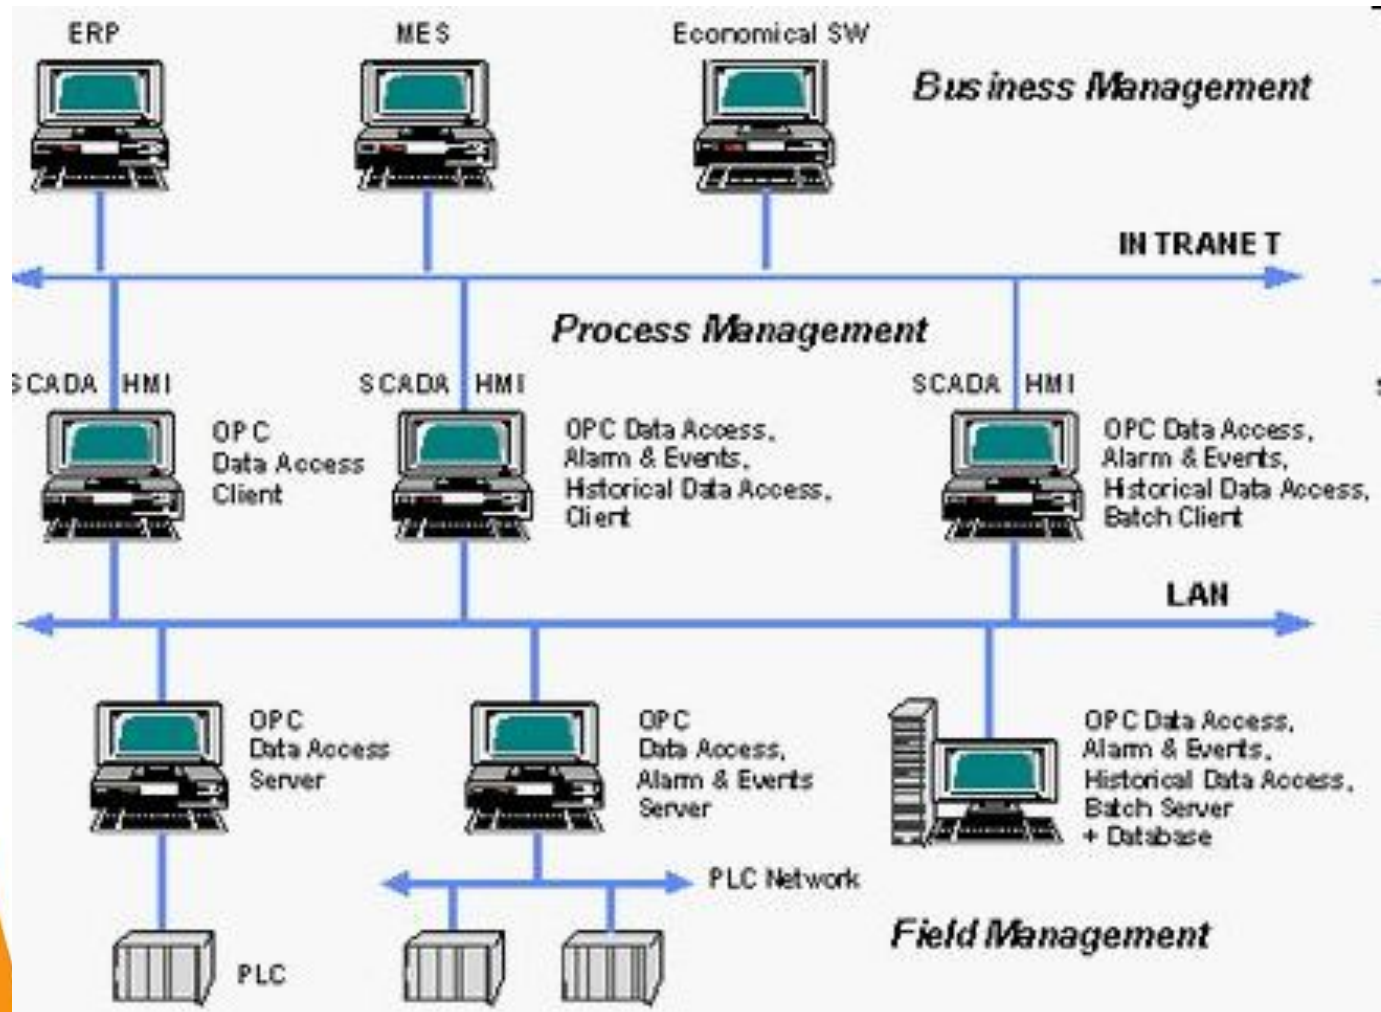 ERP
MES
Economical SW
Business Management
INTRANET
Process Management
SCADA HMI
OPC
Data Access
Client
SCADA HMI
OPC Data Access,
Alarm & Events,
Historical Data Access,
Client
SCADA HMI
OPC Data Access,
Alarm & Events,
Historical Data Access,
Batch Client
LAN
OPC
Data Access
Server
OPC
Data Access,
Alarm & Events
Server
OPC Data Access,
Alarm & Events,
Historical Data Access,
Batch Server
+ Database
PLC Network
Field Management
PLC